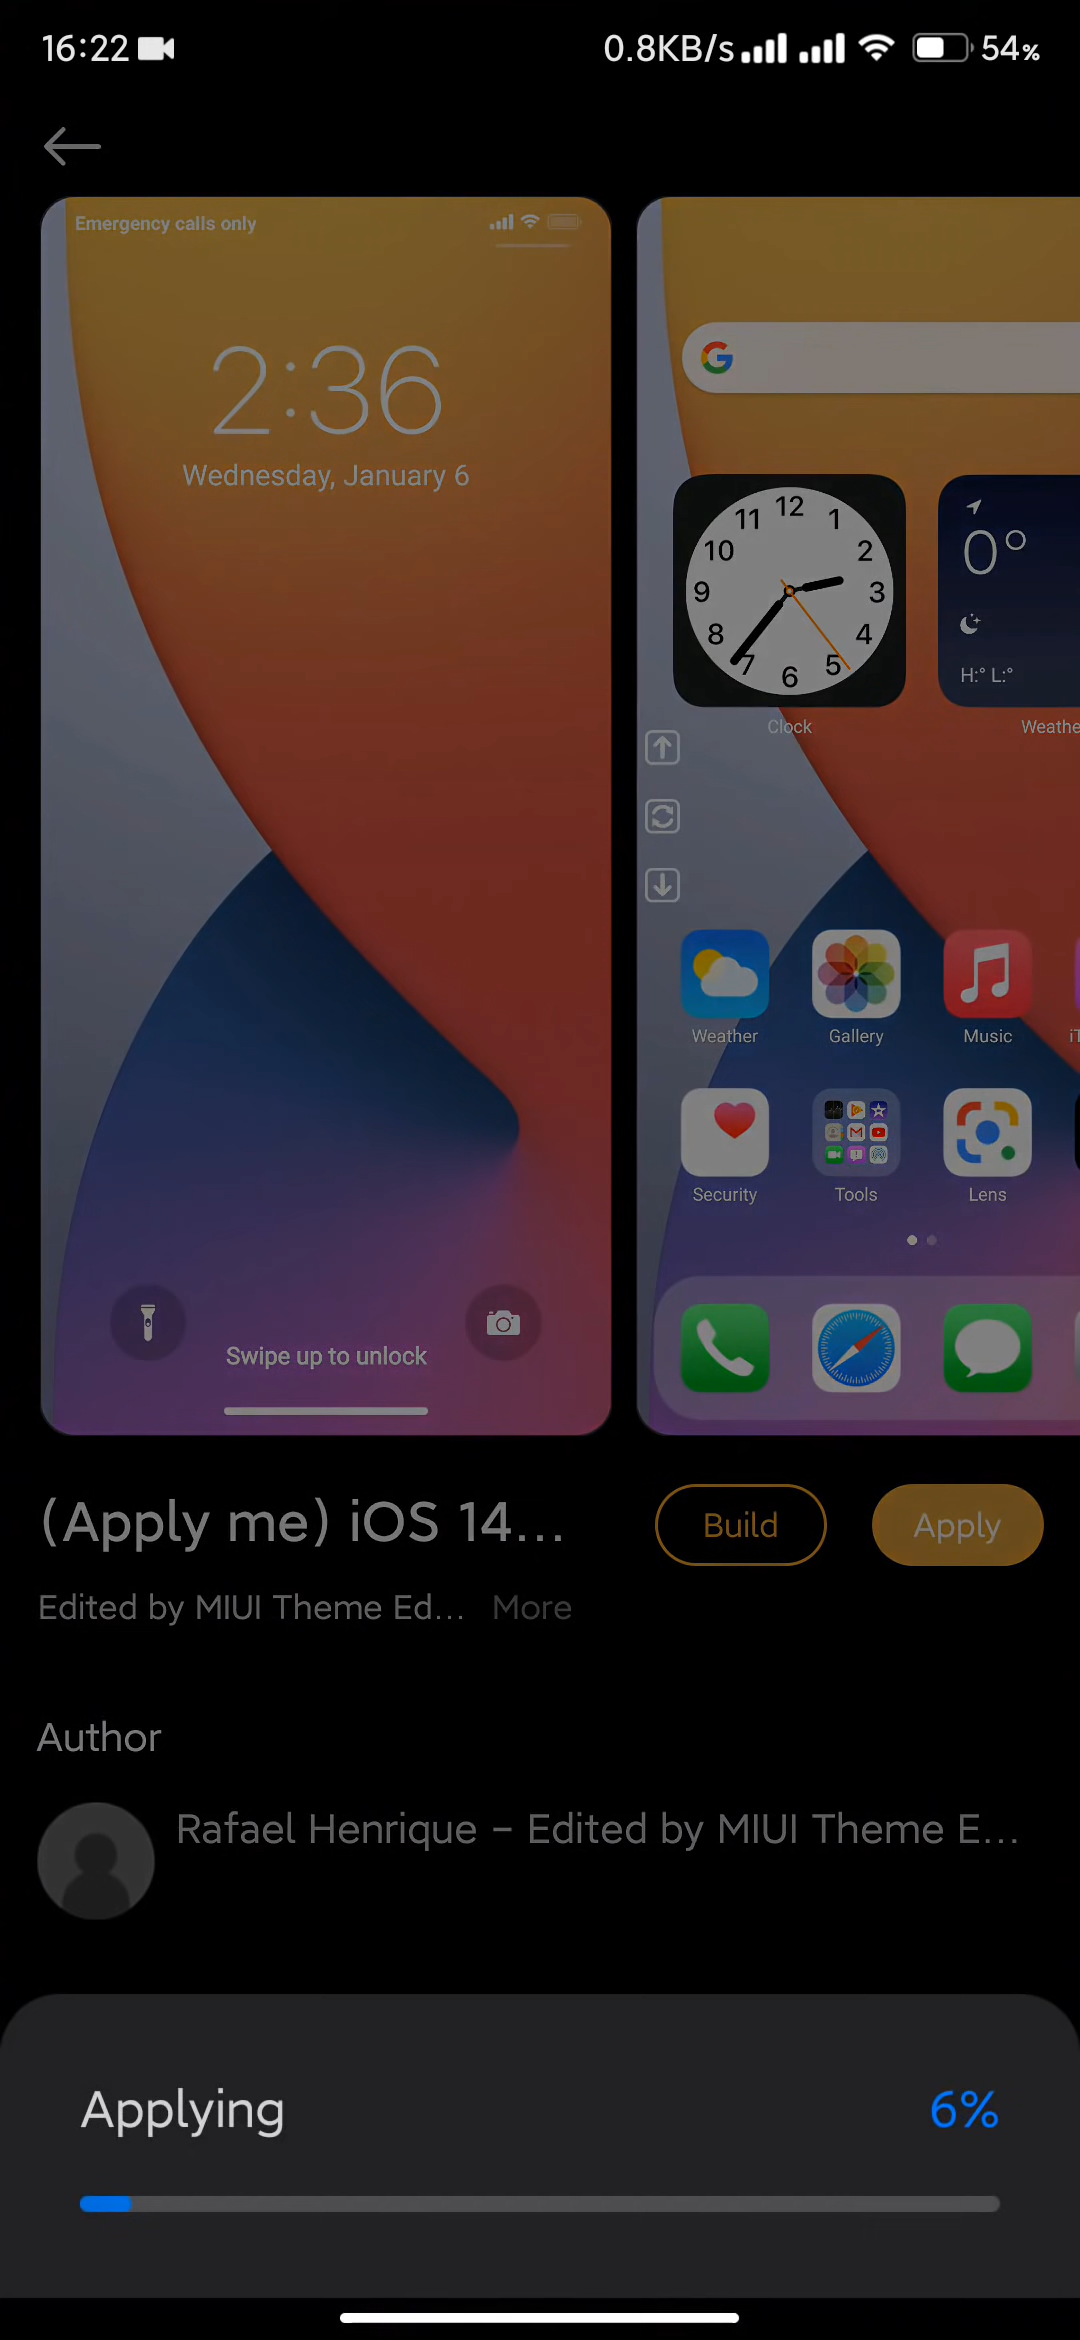 16:22 0.8KB/s 54%
Emergency calls only
2:36
Wednesday, January 6
12
11 1
10 2
9 3
8 4
7 6 5
Clock
0°
H:° L:°
Weathe
Weather Gallery Music iT
Security Tools Lens
Swipe up to unlock
(Apply me) iOS 14...
Build
Apply
Edited by MIUI Theme Ed... More
Author
Rafael Henrique - Edited by MIUI Theme E...
Applying 6%